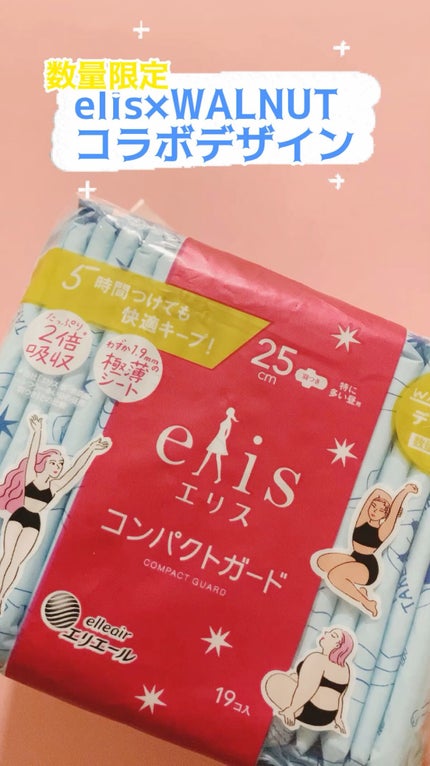 数量限定
elis×WALNUT
コラボデザイン
5時間つけても
快適キープ!
たっぷり
2倍
吸収
わずか1.9mmの
極薄
シート
25
cm
羽つき
特に
多い昼用
elis
エリス
コンパクトガード
COMPACT GUARD
elleair
エリエール
19コ入